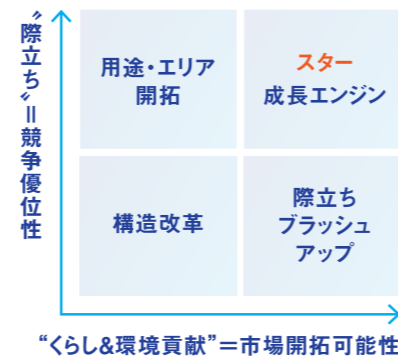 〝際立ち〟＝競争優位性
用途・エリア
開拓
スター
成長エンジン
構造改革
際立ち
ブラッシュ
アップ
“くらし&環境貢献”＝市場開拓可能性